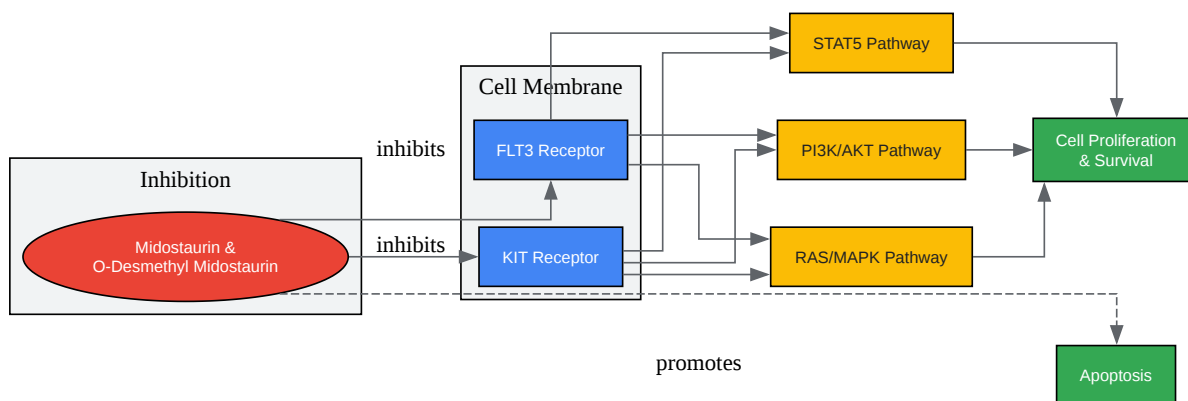 STAT5 Pathway
Cell Membrane
inhibits
FLT3 Receptor
PI3K/AKT Pathway
Cell Proliferation
& Survival
Inhibition
Midostaurin &
O-Desmethyl Midostaurin
inhibits
KIT Receptor
RAS/MAPK Pathway
promotes
Apoptosis